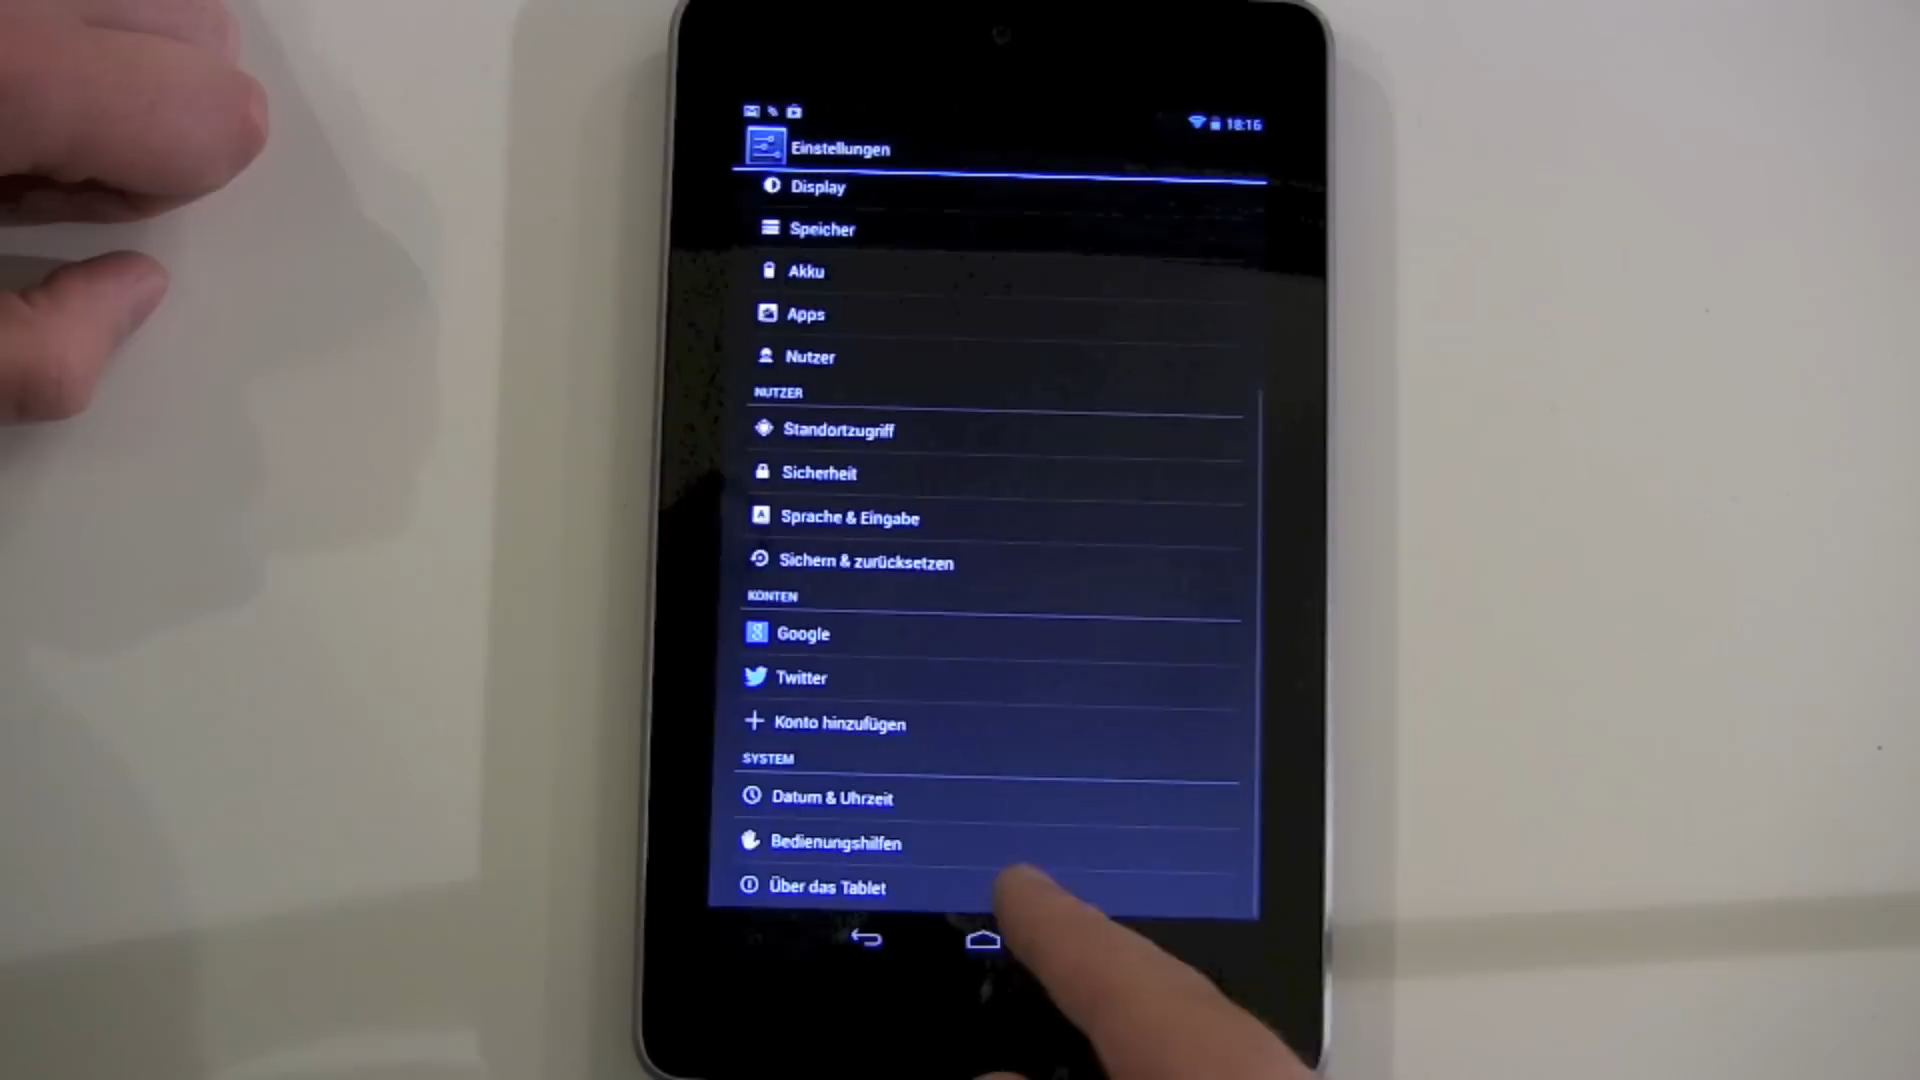 18:16
Einstellungen
Display
Speicher
Akku
Apps
Nutzer
NUTZER
Standortzugriff
Sicherheit
Sprache & Eingabe
Sichern & zurücksetzen
KONTEN
Google
Twitter
Konto hinzufügen
SYSTEM
Datum & Uhrzeit
Bedienungshilfen
Über das Tablet